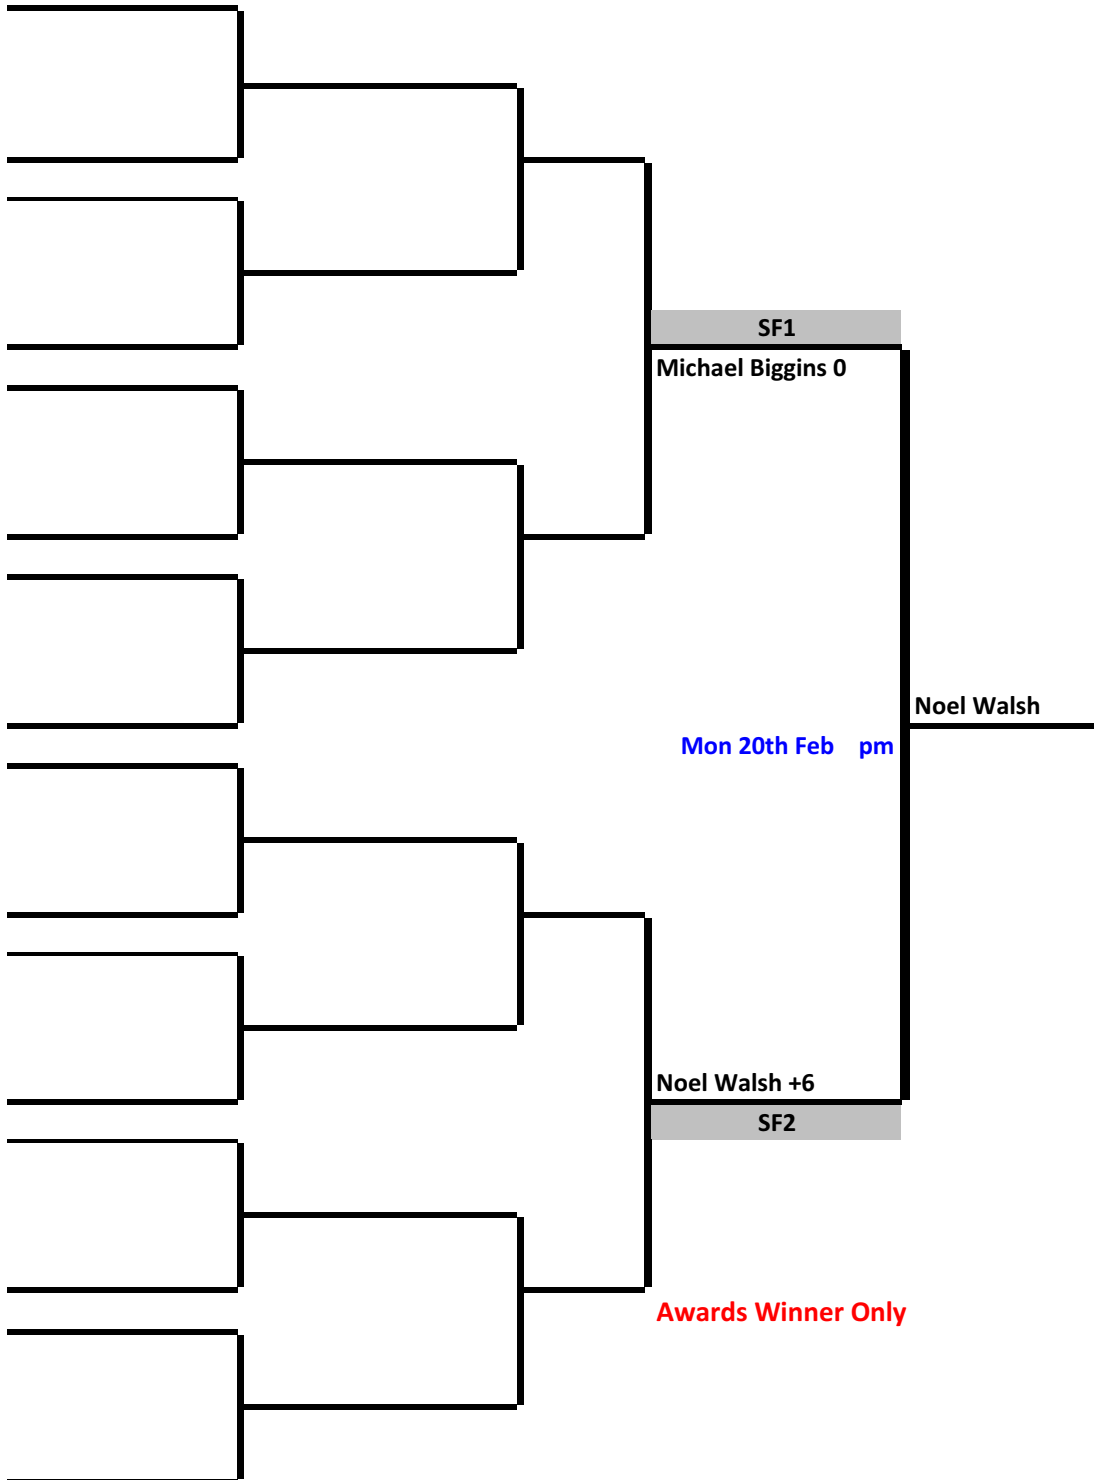 SF1
Michael Biggins 0
Noel Walsh
Mon 20th Feb pm
Noel Walsh +6
SF2
Awards Winner Only